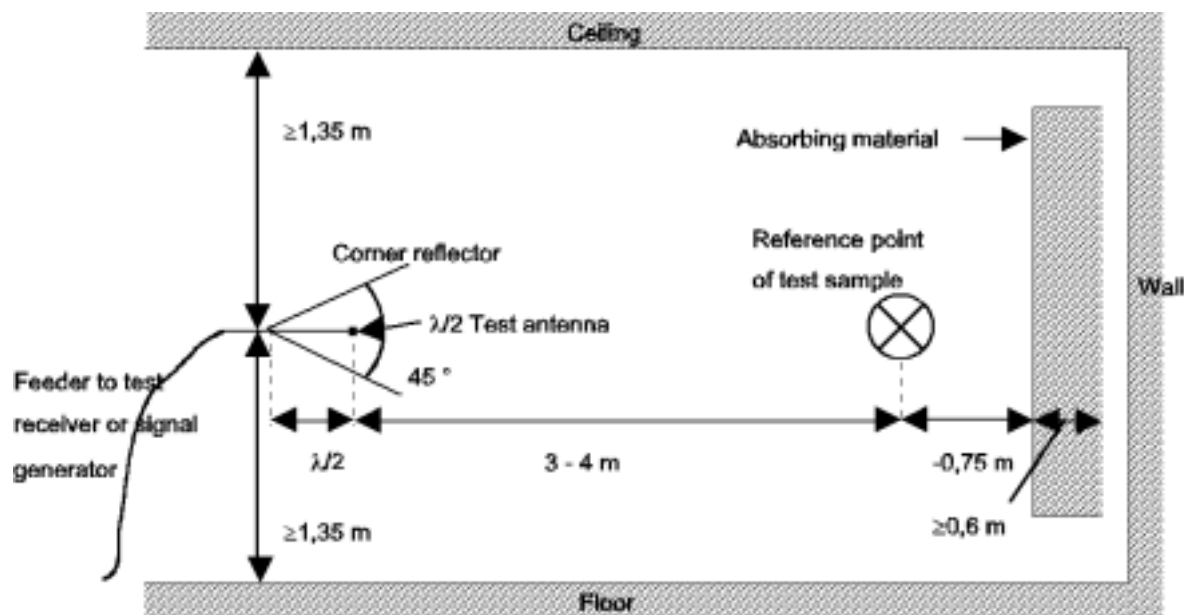 Ceiling
≥1,35 m
Absorbing material
Corner reflector
Reference point
of test sample
Wall
λ/2 Test antenna
45 °
Feeder to test
receiver or signal
generator
λ/2
3 - 4 m
-0,75 m
≥0,6 m
≥1,35 m
Floor